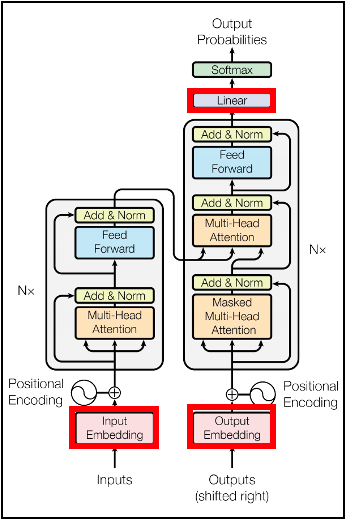 Output
Probabilities
Softmax
Linear
Add & Norm
Feed
Forward
Add & Norm
Multi-Head
Attention
Add & Norm
Masked
Multi-Head
Attention
Nx
Positional
Encoding
Output
Embedding
Outputs
(shifted right)
Add & Norm
Feed
Forward
Add & Norm
Multi-Head
Attention
Nx
Positional
Encoding
Input
Embedding
Inputs